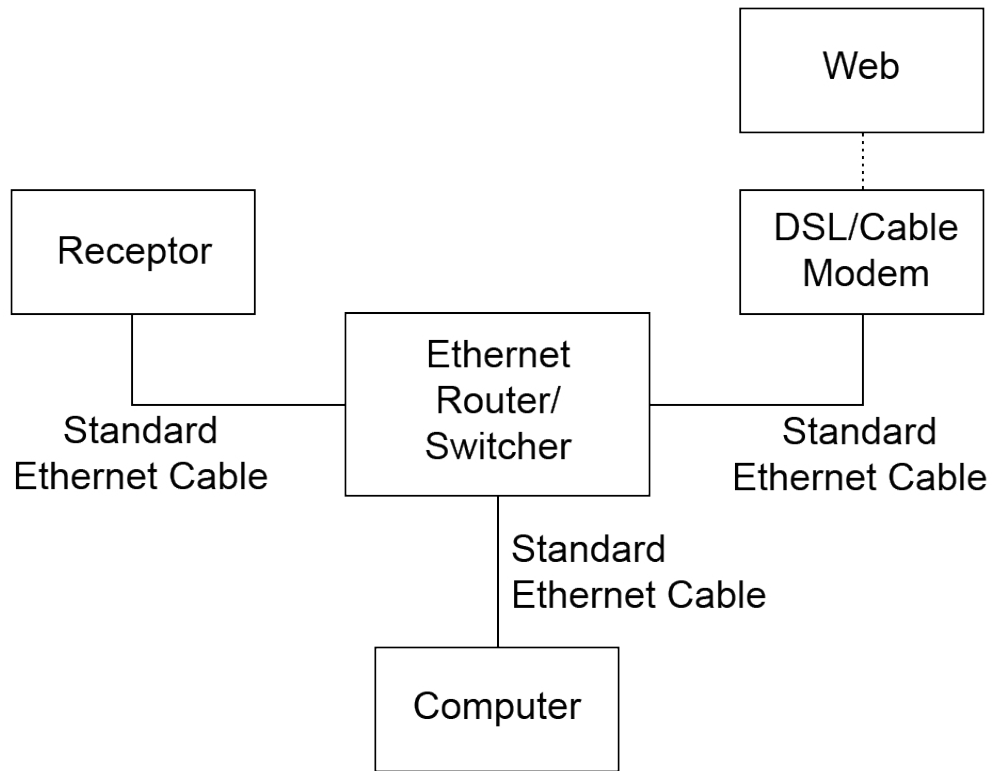 Web
Receptor
DSL/Cable
Modem
Ethernet
Router/
Switcher
Standard
Ethernet Cable
Standard
Ethernet Cable
Standard
Ethernet Cable
Computer